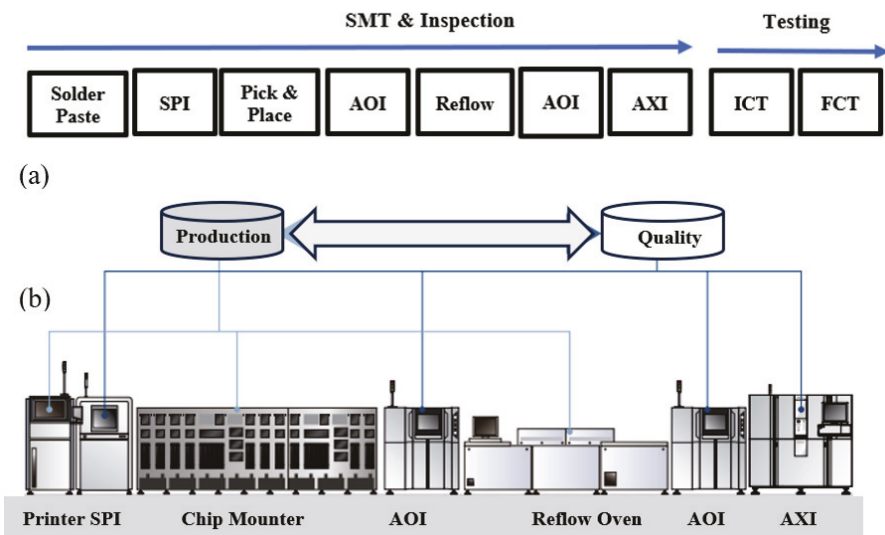 SMT & Inspection
Testing
Solder
Paste
SPI
Pick &
Place
AOI
Reflow
AOI
AXI
ICT
FCT
(a)
Production
Quality
(b)
Printer SPI
Chip Mounter
AOI
Reflow Oven
AOI
AXI